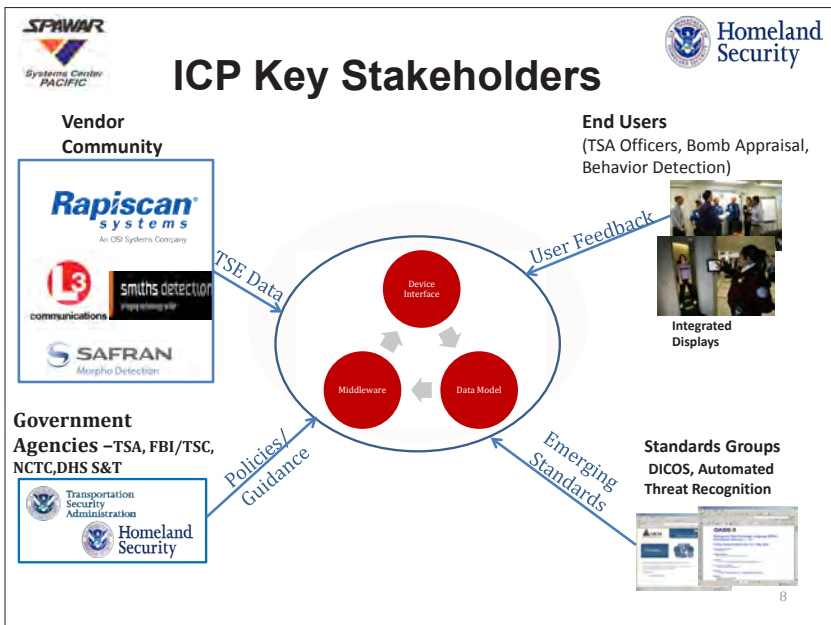 SPAWAR
Systems Center
PACIFIC
Homeland
Security
ICP Key Stakeholders
Vendor
Community
Rapiscan
systems
An OSI Systems Company
L3
communications
smiths detection
SAFRAN
Morpho Detection
TSE Data
End Users
(TSA Officers, Bomb Appraisal,
Behavior Detection)
User Feedback
Integrated
Displays
Device
Interface
Middleware
Data Model
Government
Agencies –TSA, FBI/TSC,
NCTC,DHS S&T
Transportation
Security
Administration
Homeland
Security
Policies/
Guidance
Emerging
Standards
Standards Groups
DICOS, Automated
Threat Recognition
8